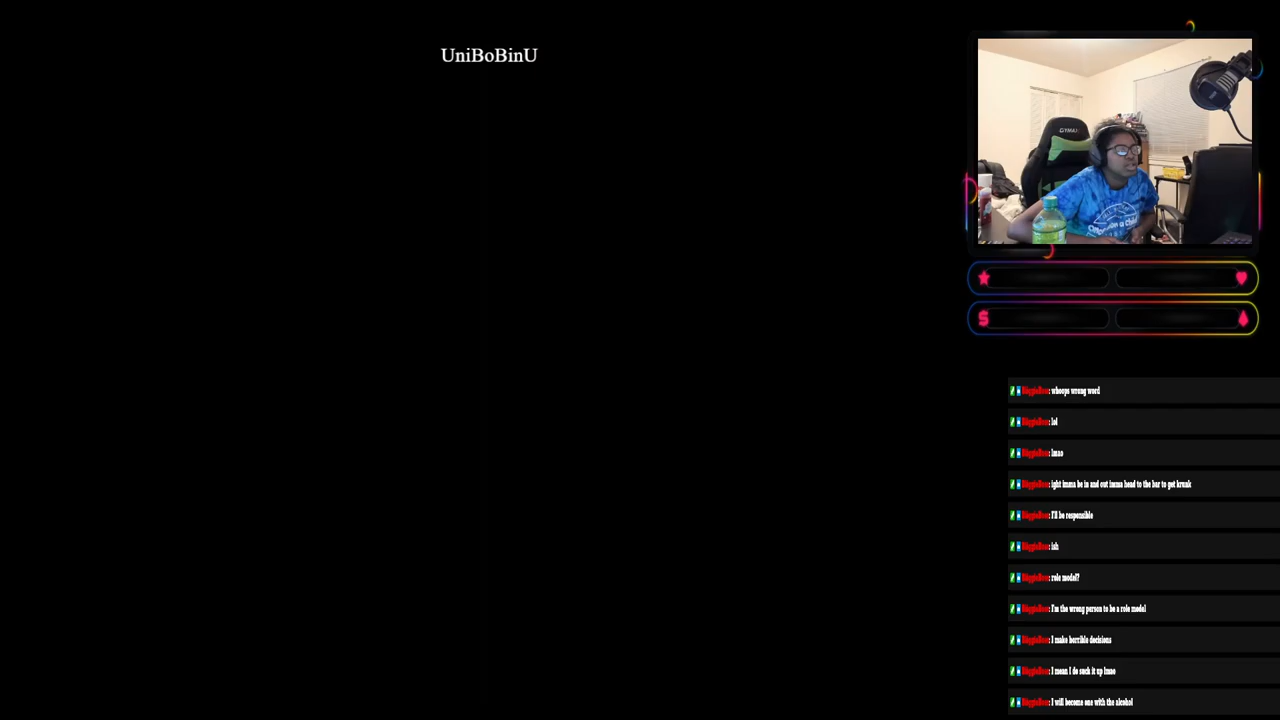 UniBoBinU
GYMAX
: whoops wrong word
: lol
: lmao
: ight imma be in and out imma head to the bar to get krunk
: I'll be responsible
: ish
: role model?
: I'm the wrong person to be a role model
: I make horrible decisions
: I mean I do suck it up lmao
: I will become one with the alcohol